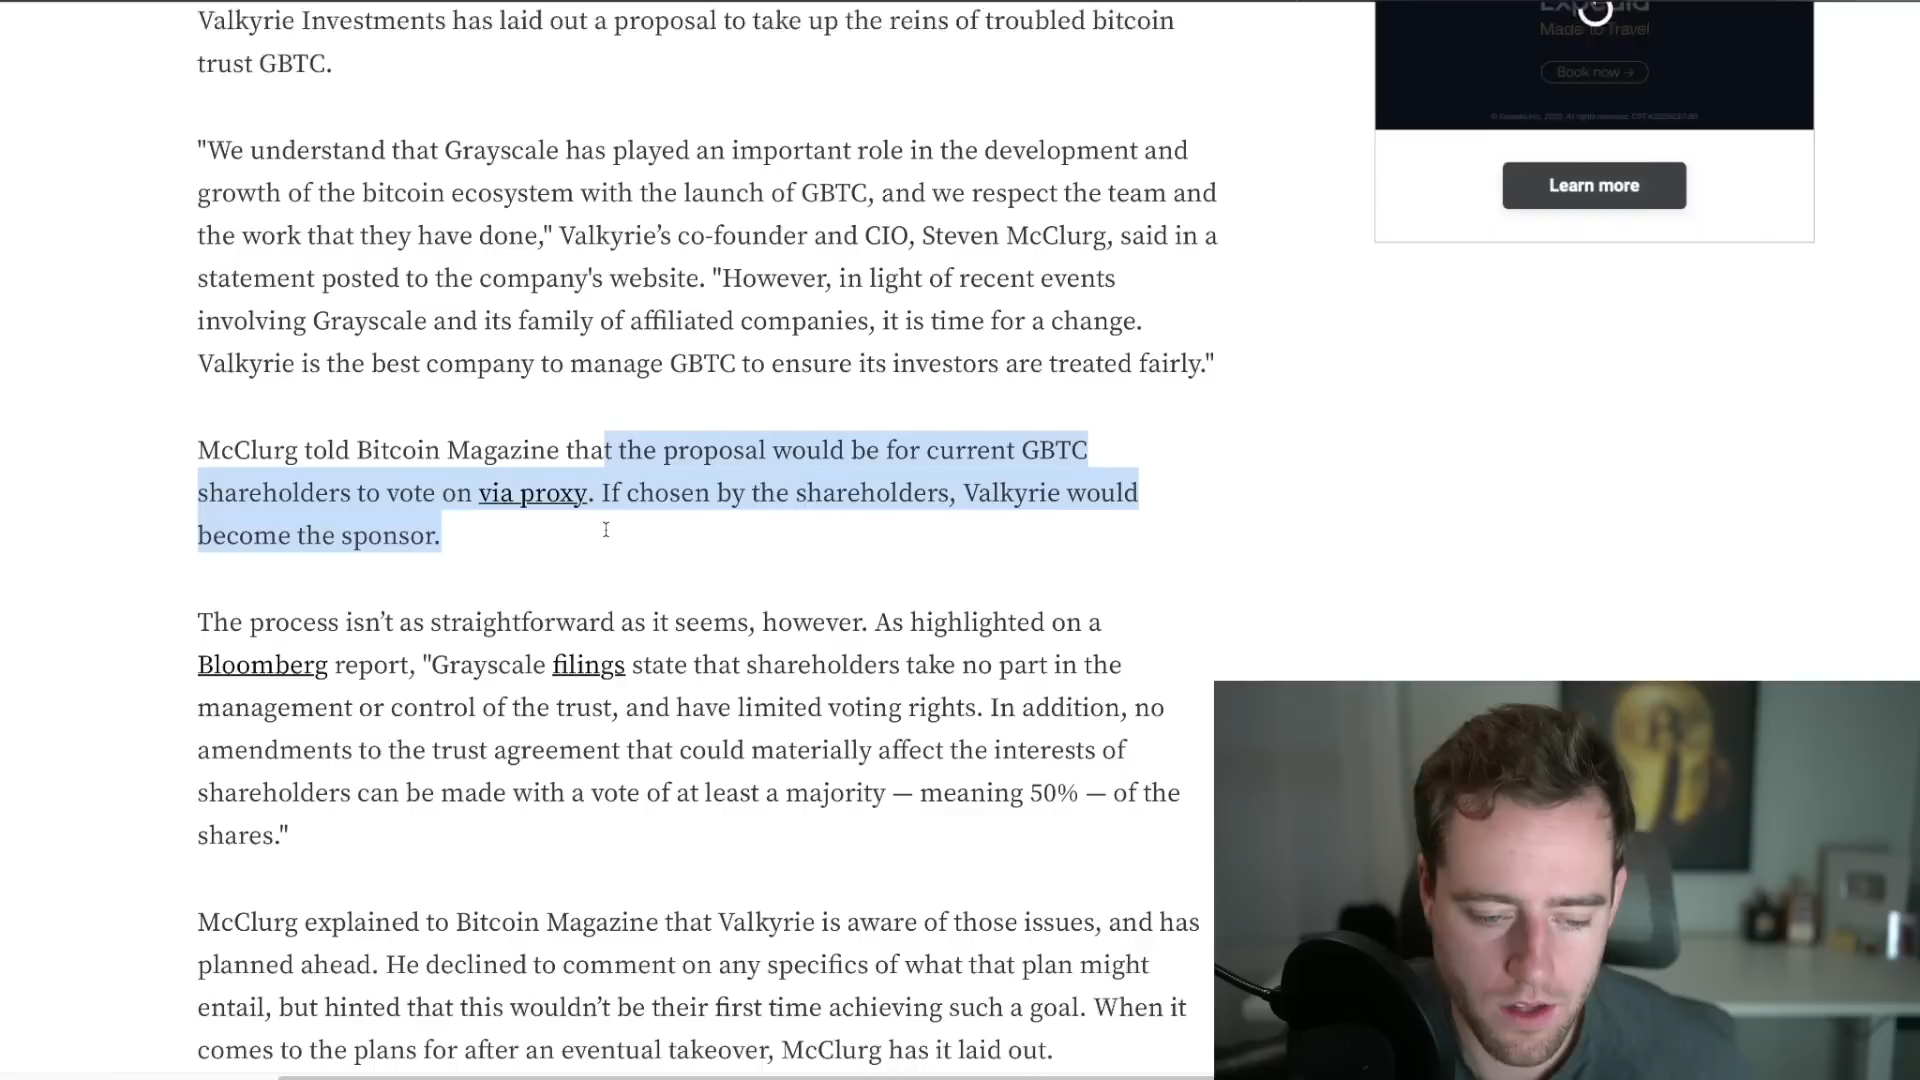 Valkyrie Investments has laid out a proposal to take up the reins of troubled bitcoin
trust GBTC.
"We understand that Grayscale has played an important role in the development and
growth of the bitcoin ecosystem with the launch of GBTC, and we respect the team and
the work that they have done," Valkyrie’s co-founder and CIO, Steven McClurg, said in a
statement posted to the company's website. "However, in light of recent events
involving Grayscale and its family of affiliated companies, it is time for a change.
Valkyrie is the best company to manage GBTC to ensure its investors are treated fairly."
McClurg told Bitcoin Magazine that the proposal would be for current GBTC
shareholders to vote on via proxy. If chosen by the shareholders, Valkyrie would
become the sponsor.
The process isn’t as straightforward as it seems, however. As highlighted on a
Bloomberg report, "Grayscale filings state that shareholders take no part in the
management or control of the trust, and have limited voting rights. In addition, no
amendments to the trust agreement that could materially affect the interests of
shareholders can be made with a vote of at least a majority — meaning 50% — of the
shares."
McClurg explained to Bitcoin Magazine that Valkyrie is aware of those issues, and has
planned ahead. He declined to comment on any specifics of what that plan might
entail, but hinted that this wouldn’t be their first time achieving such a goal. When it
comes to the plans for after an eventual takeover, McClurg has it laid out.
Expedia
Made to Travel
Book now →
Learn more